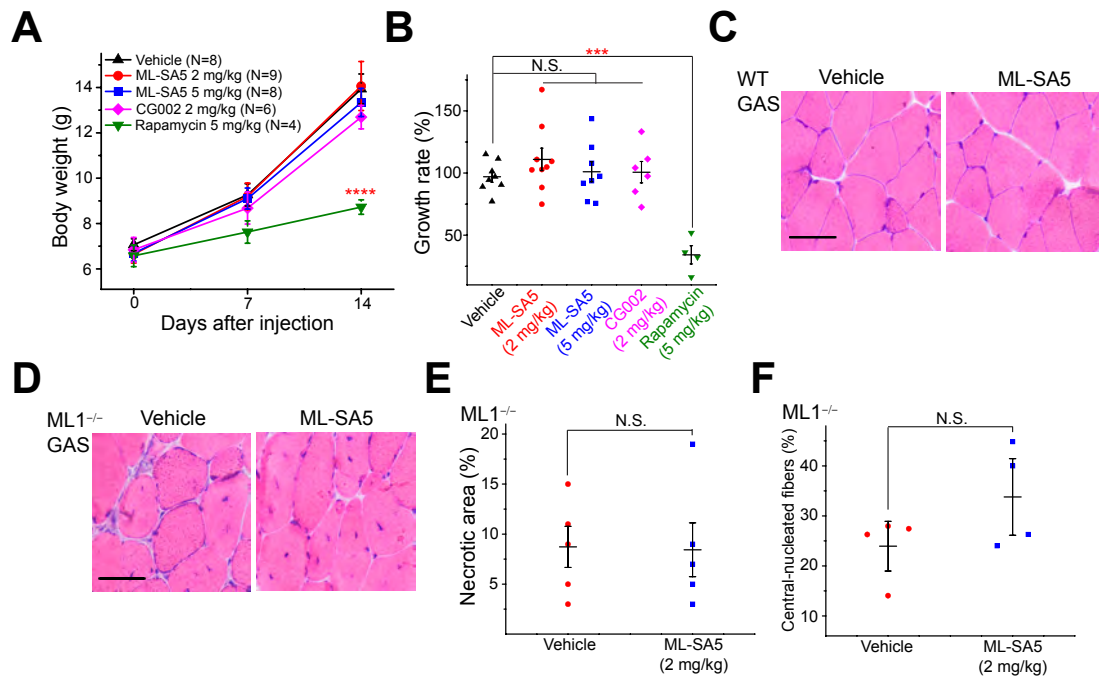 A
Vehicle (N=8)
ML-SA5 2 mg/kg (N=9)
ML-SA5 5 mg/kg (N=8)
CG002 2 mg/kg (N=6)
Rapamycin 5 mg/kg (N=4)
****
Body weight (g)
14
12
10
8
6
0
7
14
Days after injection
B
***
N.S.
Growth rate (%)
150
100
50
Vehicle
ML-SA5
(2 mg/kg)
ML-SA5
(5 mg/kg)
CG002
(2 mg/kg)
Rapamycin
(5 mg/kg)
C
WT
GAS
Vehicle
ML-SA5
D
ML1⁻/⁻
GAS
Vehicle
ML-SA5
E
ML1⁻/⁻
N.S.
Necrotic area (%)
20
15
10
5
Vehicle
ML-SA5
(2 mg/kg)
F
ML1⁻/⁻
N.S.
Central-nucleated fibers (%)
40
30
20
10
Vehicle
ML-SA5
(2 mg/kg)